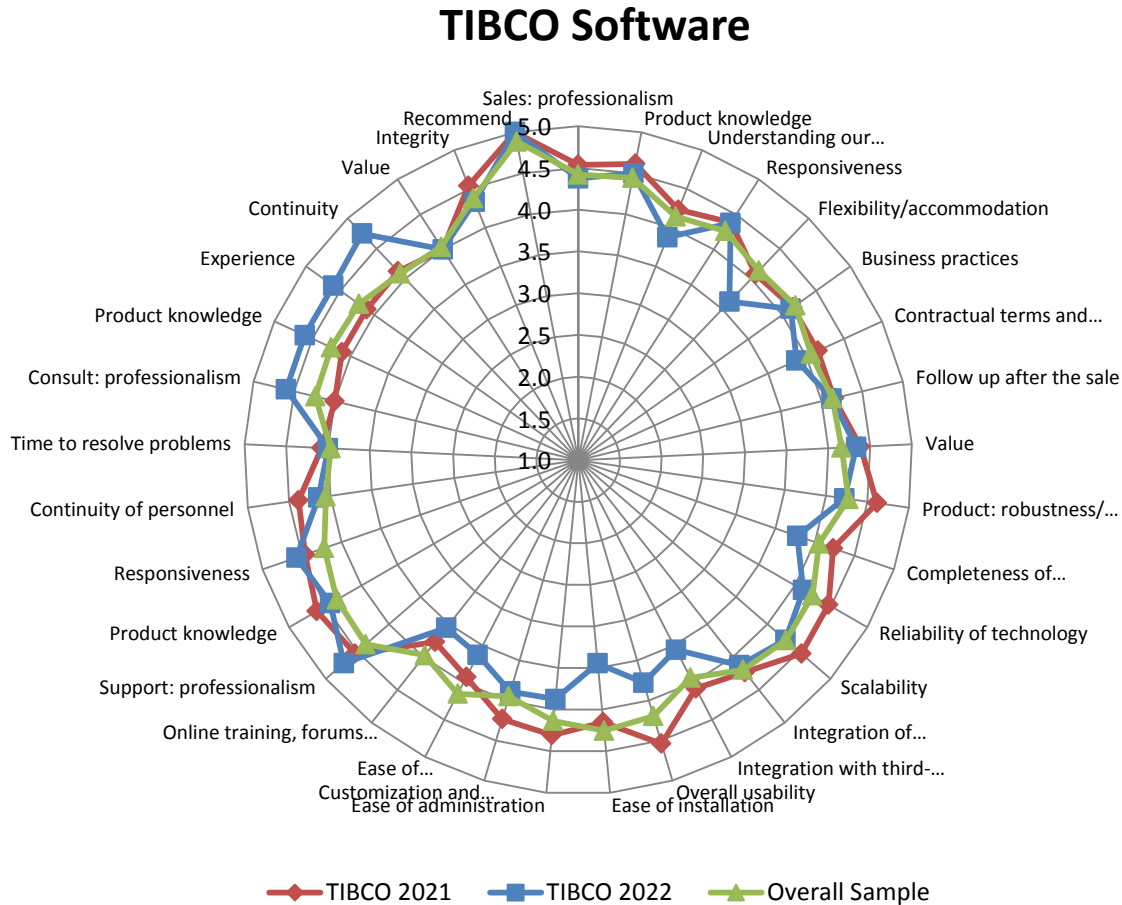 TIBCO Software
Sales: professionalism
Product knowledge
Understanding our...
Responsiveness
Flexibility/accommodation
Business practices
Contractual terms and...
Follow up after the sale
Value
Product: robustness/...
Completeness of...
Reliability of technology
Scalability
Integration of...
Integration with third-...
Overall usability
Ease of installation
Ease of administration
Customization and...
Ease of...
Online training, forums...
Support: professionalism
Product knowledge
Responsiveness
Continuity of personnel
Time to resolve problems
Consult: professionalism
Product knowledge
Experience
Continuity
Value
Integrity
Recommend
5.0
4.5
4.0
3.5
3.0
2.5
2.0
1.5
1.0
TIBCO 2021
TIBCO 2022
Overall Sample